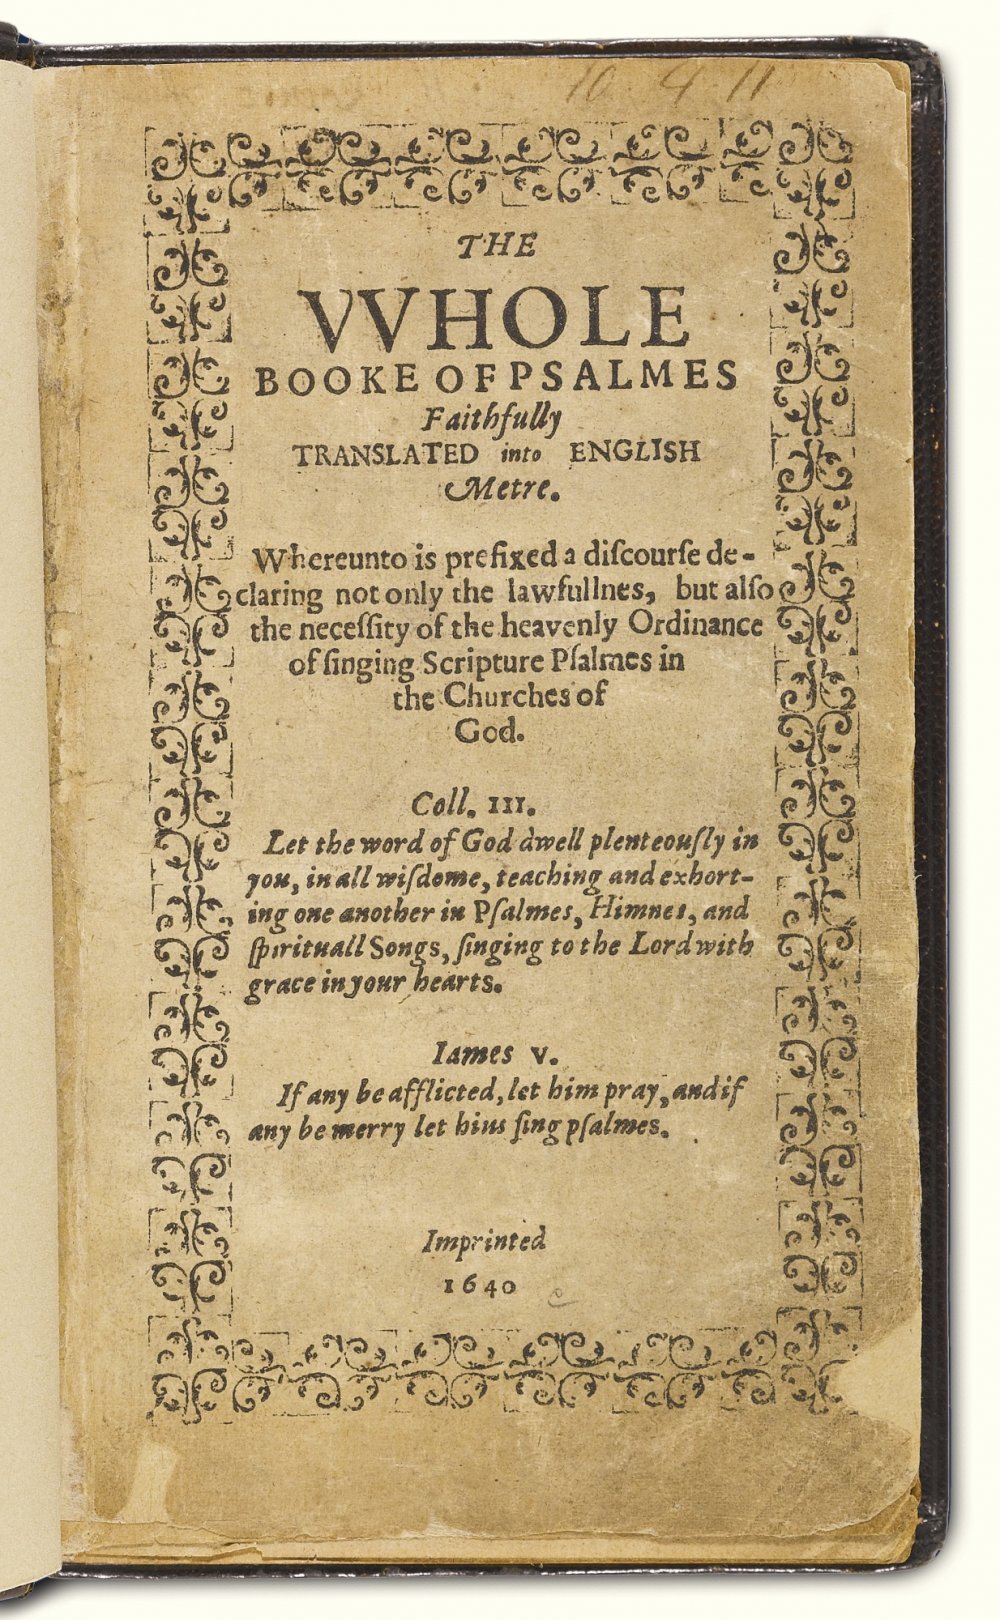 10 4 11
THE
VVHOLE
BOOKE OF PSALMES
Faithfully
TRANSLATED into ENGLISH
Metre.
Whereunto is prefixed a diſcourſe de-
claring not only the lawfullnes, but alſo
the neceſſity of the heavenly Ordinance
of ſinging Scripture Pſalmes in
the Churches of
God.
Coll. III.
Let the word of God dwell plenteouſly in
you, in all wiſdome, teaching and exhort-
ing one another in Pſalmes, Himnes, and
ſpirituall Songs, ſinging to the Lord with
grace in your hearts.
Iames V.
If any be afflicted, let him pray, and if
any be merry let him ſing pſalmes.
Imprinted
1640